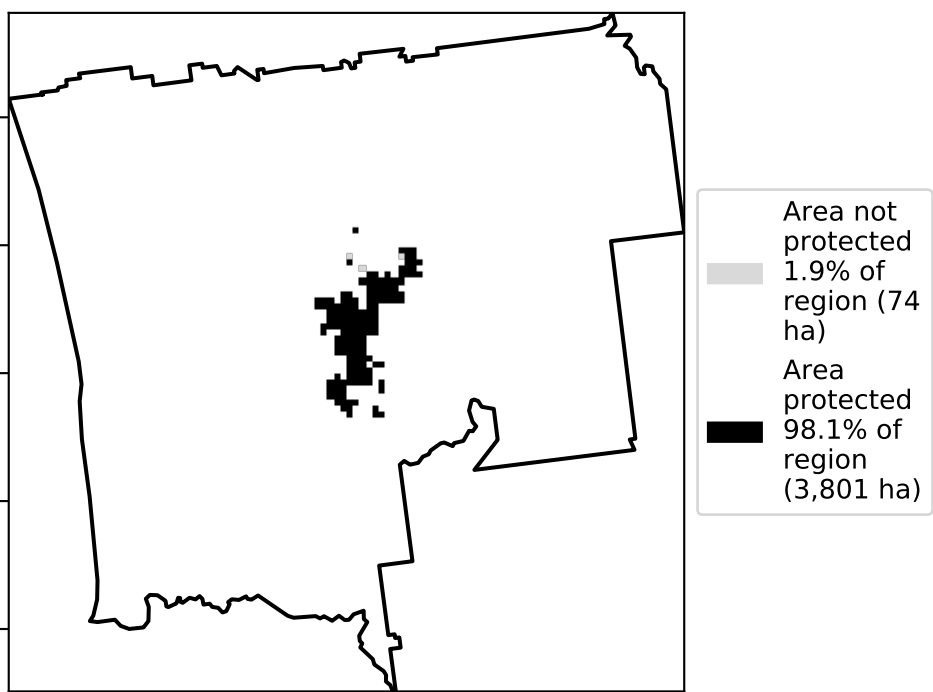 Area not
protected
1.9% of
region (74
ha)
Area
protected
98.1% of
region
(3,801 ha)